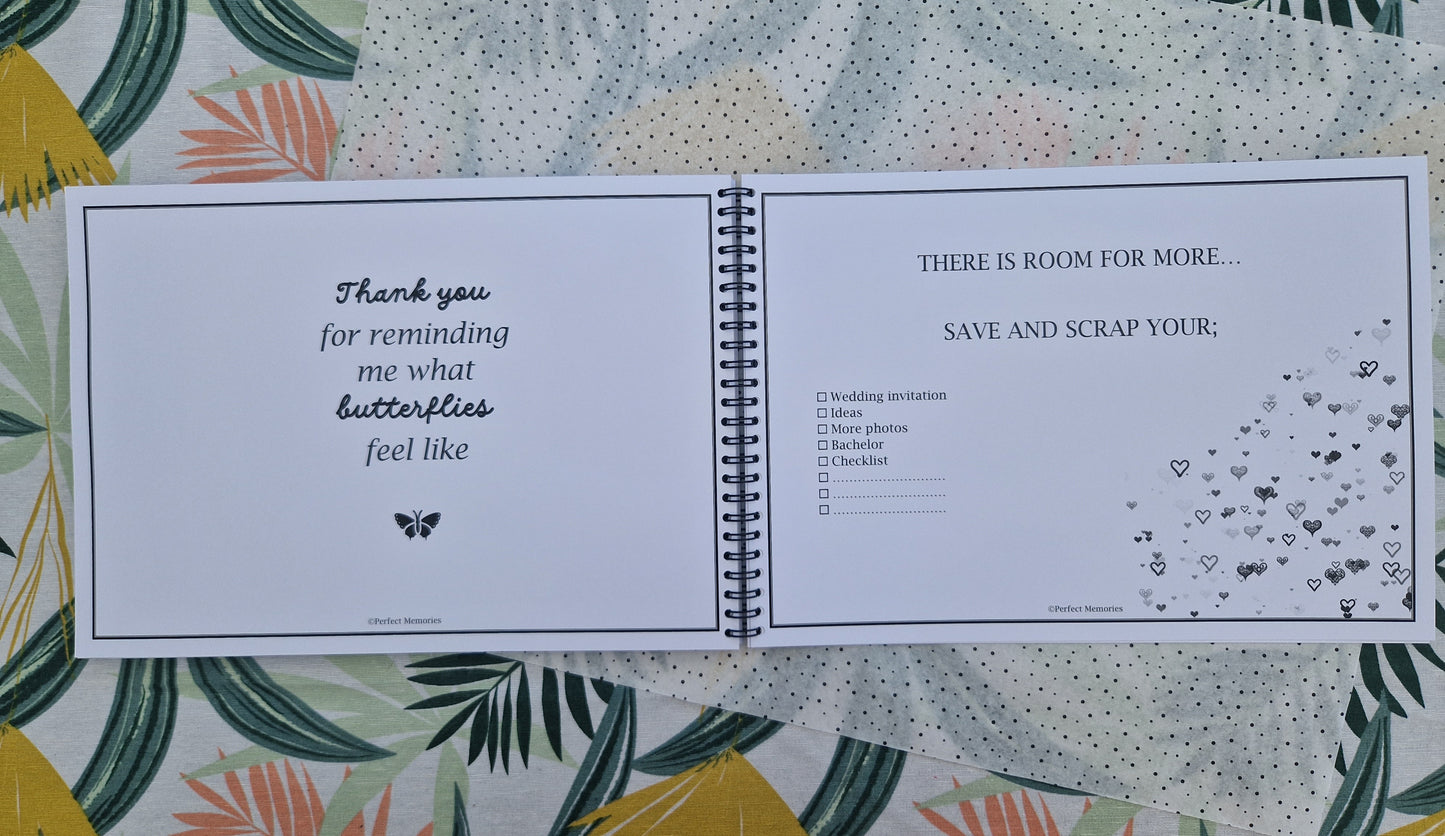 Thank you
for reminding
me what
butterflies
feel like
©Perfect Memories
THERE IS ROOM FOR MORE...
SAVE AND SCRAP YOUR;
☐ Wedding invitation
☐ Ideas
☐ More photos
☐ Bachelor
☐ Checklist
☐ ............................
☐ ............................
☐ ............................
©Perfect Memories